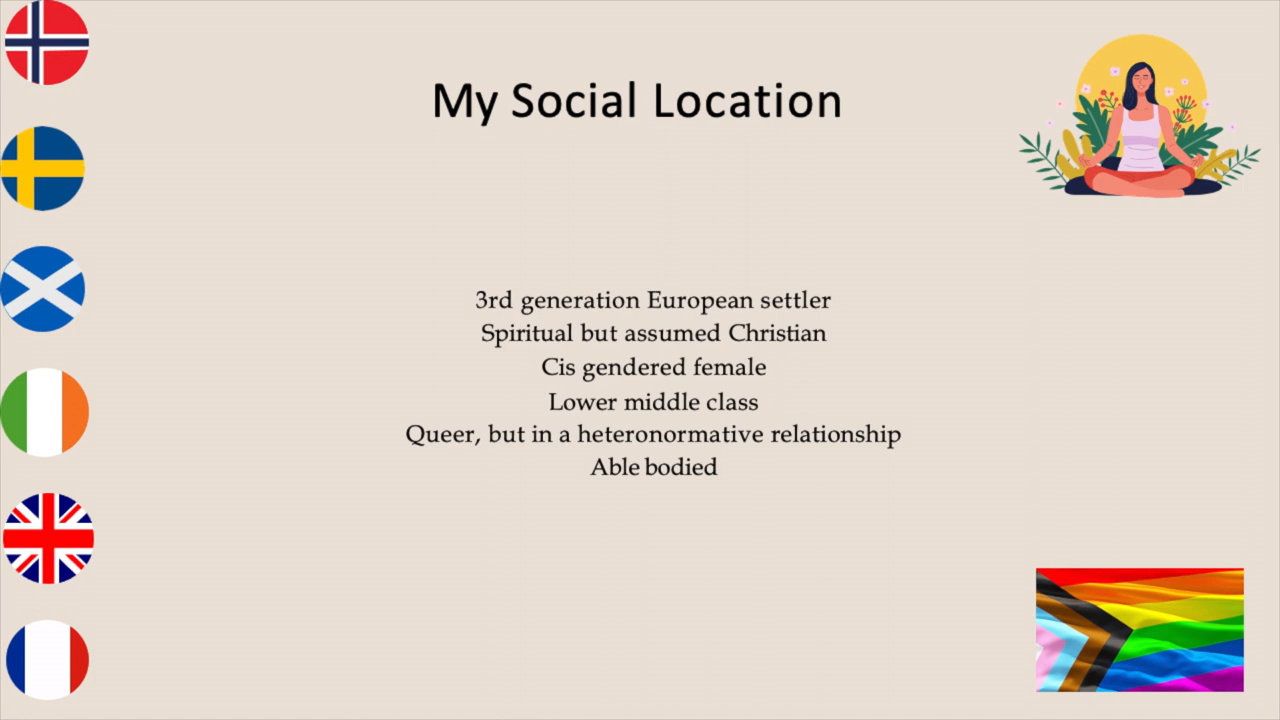 My Social Location
3rd generation European settler
Spiritual but assumed Christian
Cis gendered female
Lower middle class
Queer, but in a heteronormative relationship
Able bodied